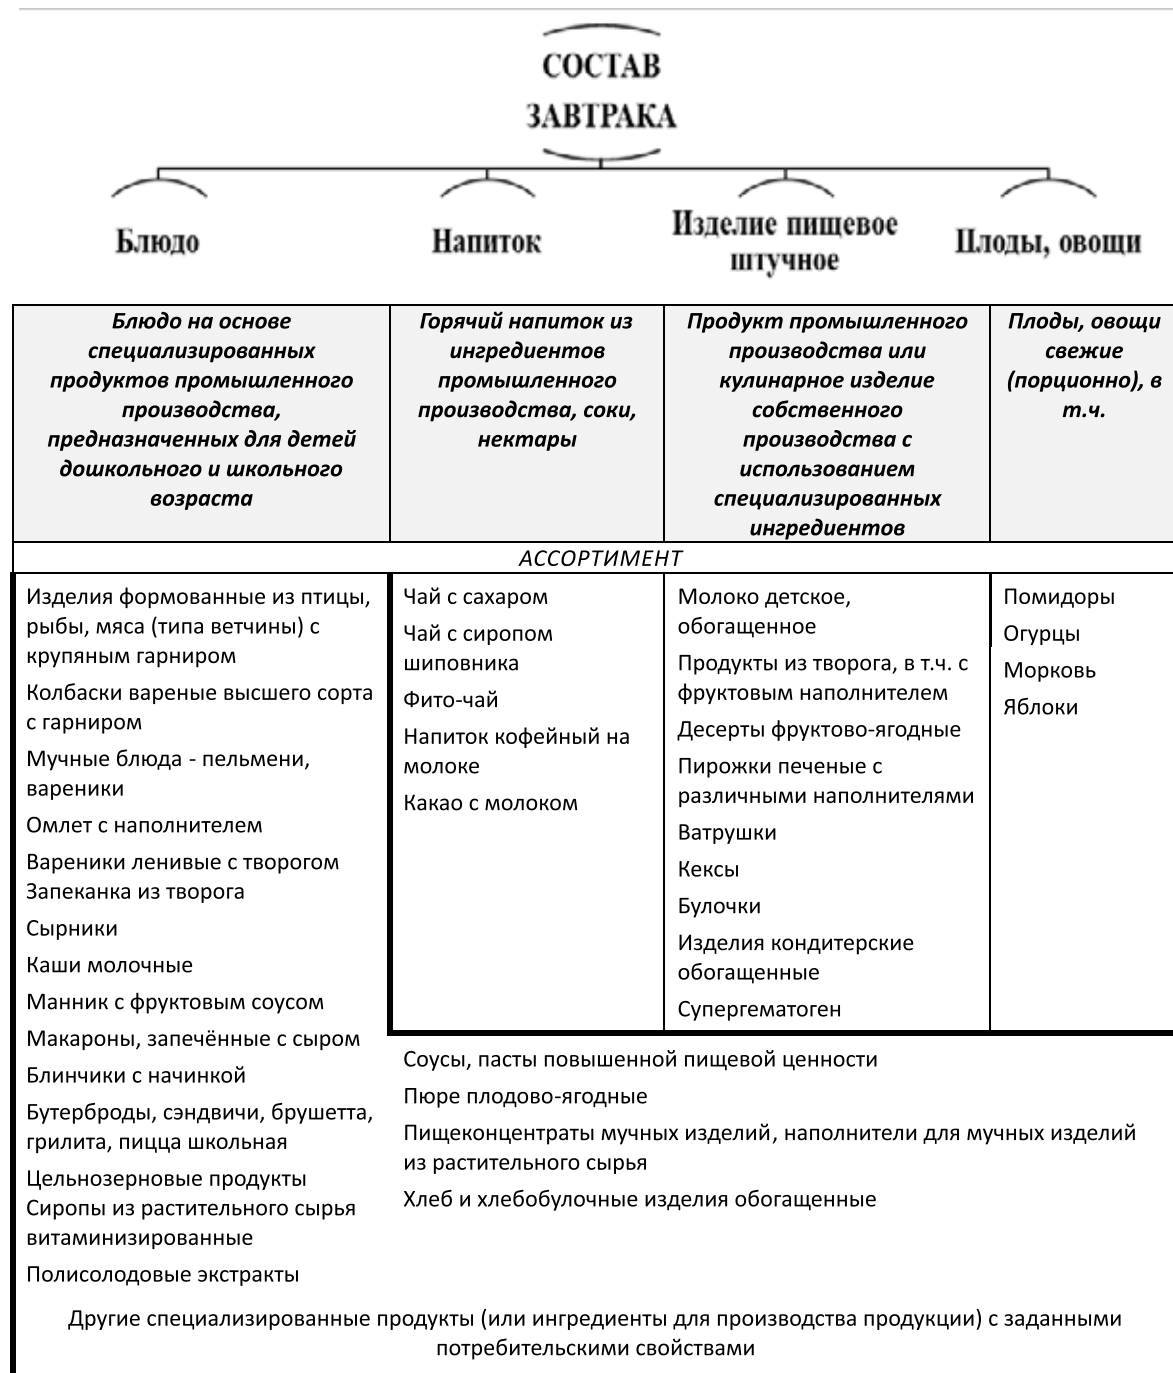 СОСТАВ
ЗАВТРАКА
Блюдо
Напиток
Изделие пищевое
штучное
Плоды, овощи
Блюдо на основе
специализированных
продуктов промышленного
производства,
предназначенных для детей
дошкольного и школьного
возраста
Горячий напиток из
ингредиентов
промышленного
производства, соки,
нектары
Продукт промышленного
производства или
кулинарное изделие
собственного
производства с
использованием
специализированных
ингредиентов
Плоды, овощи
свежие
(порционно), в
т.ч.
АССОРТИМЕНТ
Изделия формованные из птицы,
рыбы, мяса (типа ветчины) с
крупяным гарниром
Колбаски вареные высшего сорта
с гарниром
Мучные блюда - пельмени,
вареники
Омлет с наполнителем
Вареники ленивые с творогом
Запеканка из творога
Сырники
Каши молочные
Манник с фруктовым соусом
Макароны, запечённые с сыром
Блинчики с начинкой
Бутерброды, сэндвичи, брушетта,
грилита, пицца школьная
Цельнозерновые продукты
Сиропы из растительного сырья
витаминизированные
Полисолодовые экстракты
Чай с сахаром
Чай с сиропом
шиповника
Фито-чай
Напиток кофейный на
молоке
Какао с молоком
Молоко детское,
обогащенное
Продукты из творога, в т.ч. с
фруктовым наполнителем
Десерты фруктово-ягодные
Пирожки печеные с
различными наполнителями
Ватрушки
Кексы
Булочки
Изделия кондитерские
обогащенные
Супергематоген
Помидоры
Огурцы
Морковь
Яблоки
Соусы, пасты повышенной пищевой ценности
Пюре плодово-ягодные
Пищеконцентраты мучных изделий, наполнители для мучных изделий
из растительного сырья
Хлеб и хлебобулочные изделия обогащенные
Другие специализированные продукты (или ингредиенты для производства продукции) с заданными
потребительскими свойствами